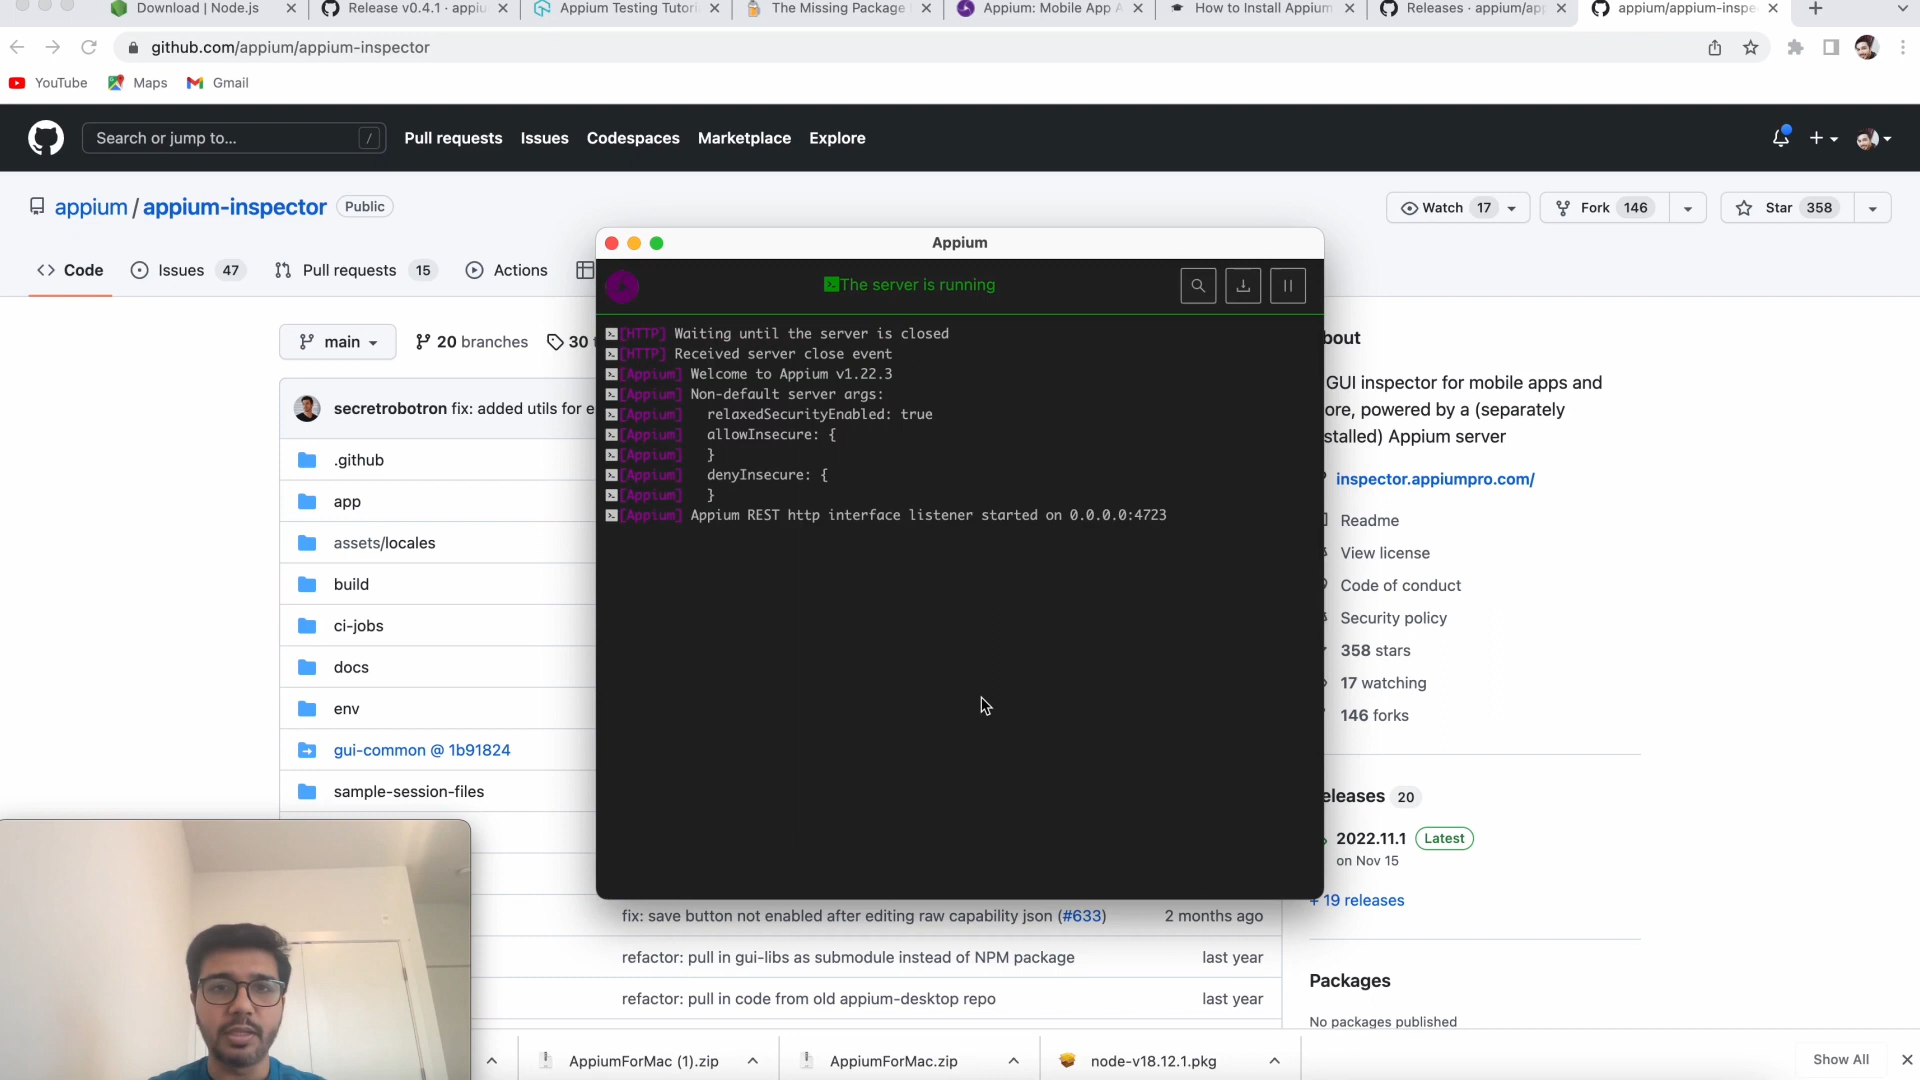 Download | Node.js
Release v0.4.1 · appiu
Appium Testing Tutori
The Missing Package
Appium: Mobile App A
How to Install Appium
Releases · appium/app
appium/appium-inspe
github.com/appium/appium-inspector
YouTube
Maps
Gmail
Search or jump to...
/
Pull requests
Issues
Codespaces
Marketplace
Explore
appium / appium-inspector
Public
Watch 17
Fork 146
Star 358
Code
Issues 47
Pull requests 15
Actions
Appium
The server is running
[HTTP] Waiting until the server is closed
[HTTP] Received server close event
[Appium] Welcome to Appium v1.22.3
[Appium] Non-default server args:
[Appium] relaxedSecurityEnabled: true
[Appium] allowInsecure: {
[Appium] }
[Appium] denyInsecure: {
[Appium] }
[Appium] Appium REST http interface listener started on 0.0.0.0:4723
main
20 branches
30
secretrobotron fix: added utils for e
.github
app
assets/locales
build
ci-jobs
docs
env
gui-common @ 1b91824
sample-session-files
fix: save button not enabled after editing raw capability json (#633)
2 months ago
refactor: pull in gui-libs as submodule instead of NPM package
last year
refactor: pull in code from old appium-desktop repo
last year
bout
GUI inspector for mobile apps and
ore, powered by a (separately
stalled) Appium server
inspector.appiumpro.com/
Readme
View license
Code of conduct
Security policy
358 stars
17 watching
146 forks
eleases 20
2022.11.1 Latest
on Nov 15
+ 19 releases
Packages
No packages published
AppiumForMac (1).zip
AppiumForMac.zip
node-v18.12.1.pkg
Show All